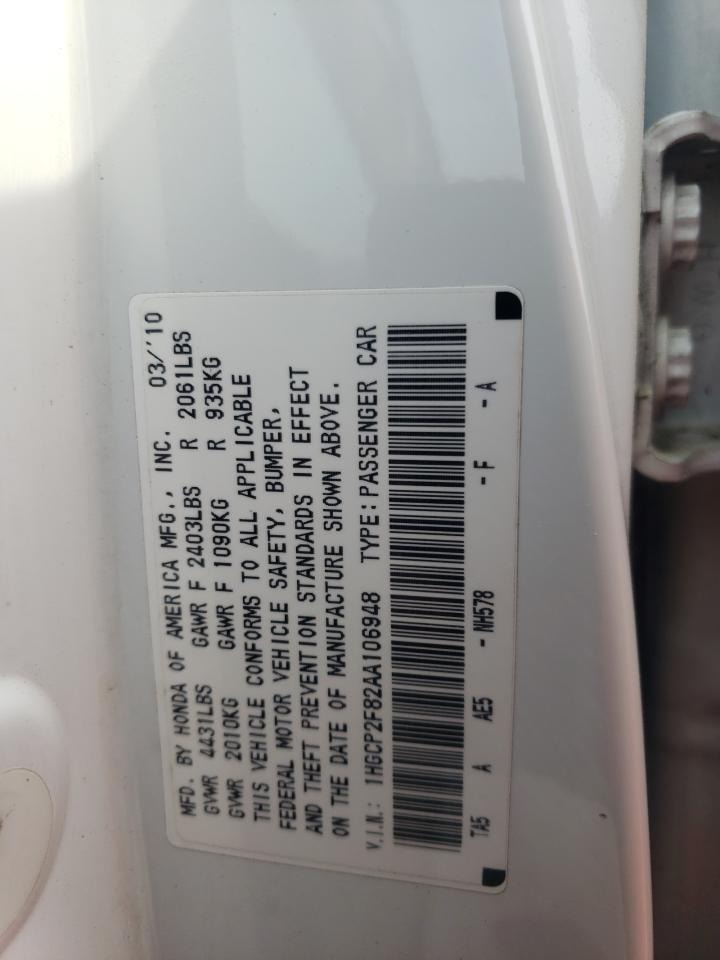 MFD. BY HONDA OF AMERICA MFG., INC. 03/'10
GVWR 4431LBS GAWR F 2403LBS R 2061LBS
GVWR 2010KG GAWR F 1090KG R 935KG
THIS VEHICLE CONFORMS TO ALL APPLICABLE
FEDERAL MOTOR VEHICLE SAFETY, BUMPER,
AND THEFT PREVENTION STANDARDS IN EFFECT
ON THE DATE OF MANUFACTURE SHOWN ABOVE.
V.I.N.: 1HGCP2F82AA106948 TYPE:PASSENGER CAR
TA5 A AE5 - NH578 - F - A